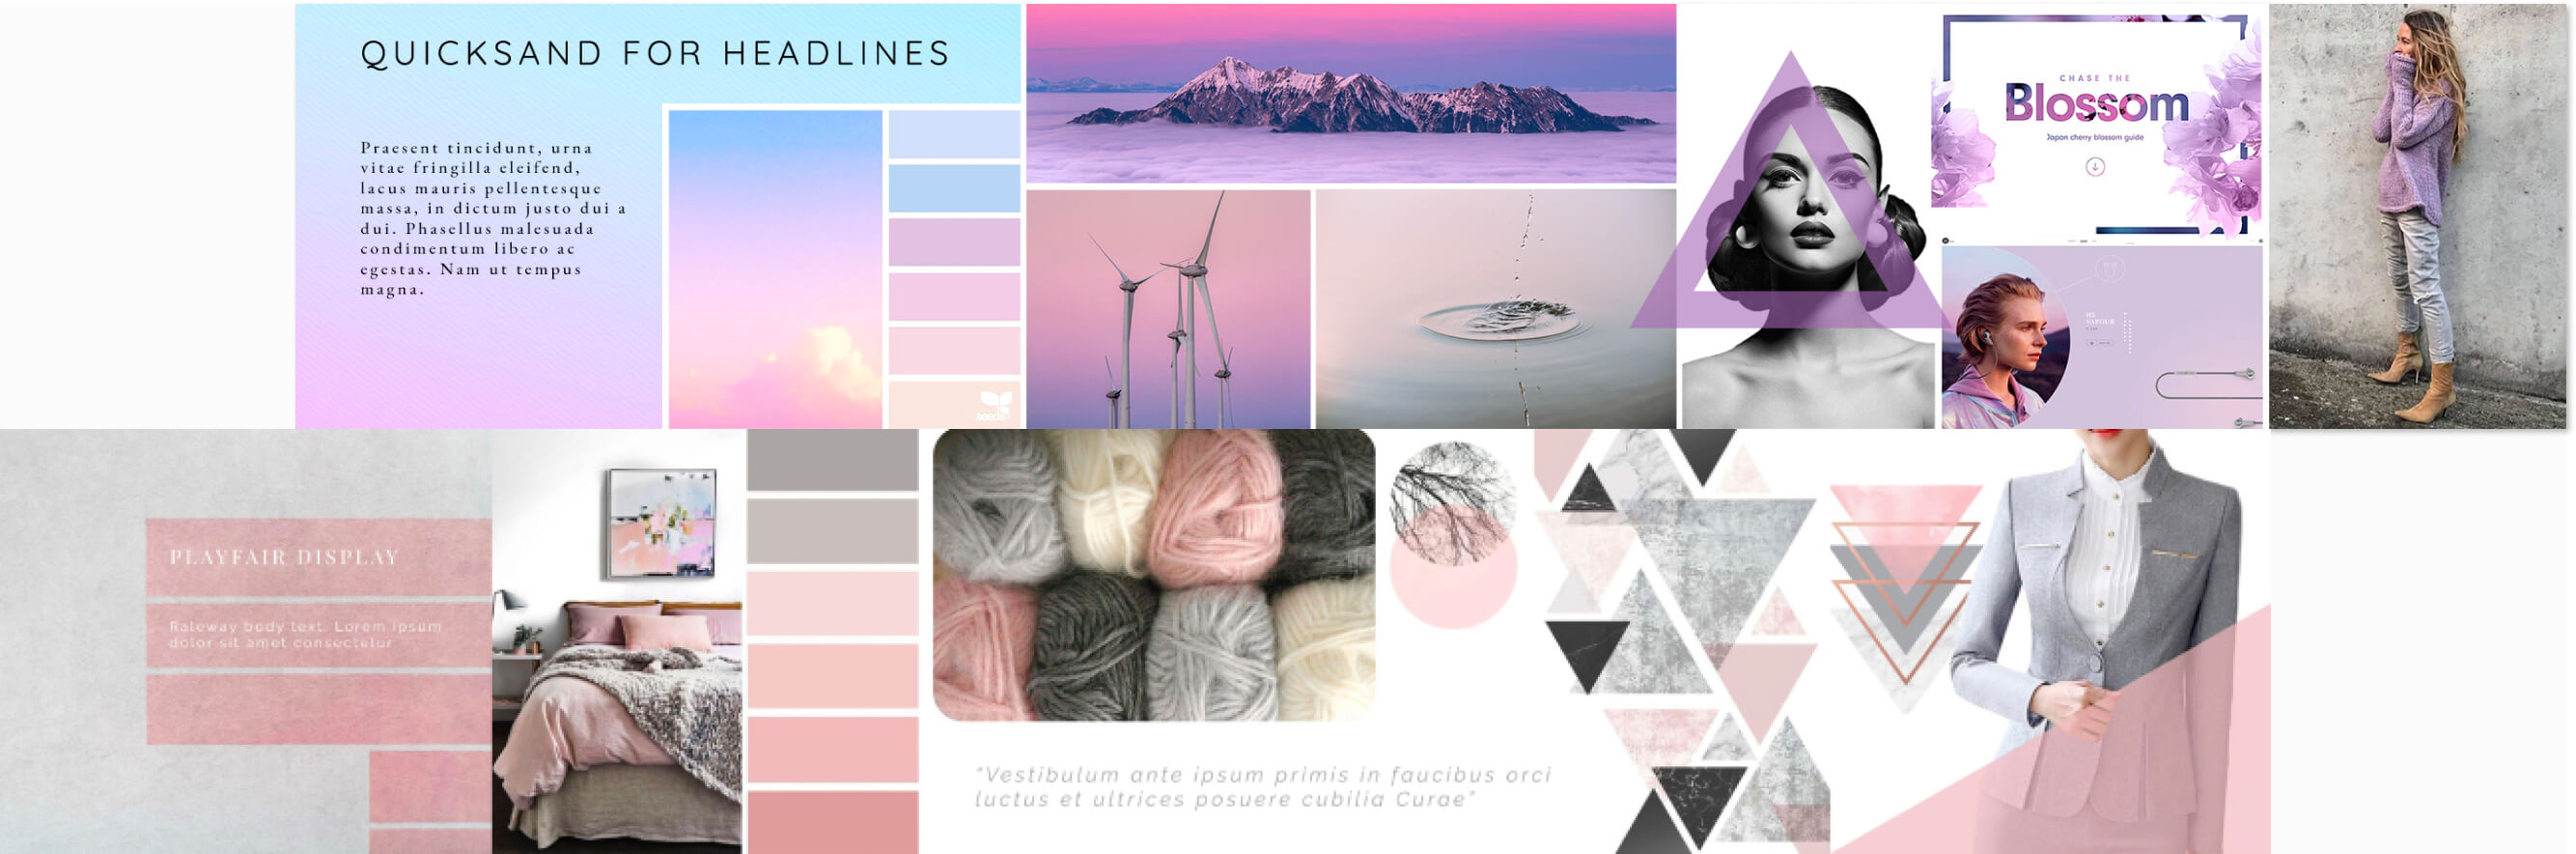 QUICKSAND FOR HEADLINES
Praesent tincidunt, urna
vitae fringilla eleifend,
lacus mauris pellentesque
massa, in dictum justo dui a
dui. Phasellus malesuada
condimentum libero ac
egestas. Nam ut tempus
magna.
CHASE THE
Blossom
Japan cherry blossom guide
PLAYFAIR DISPLAY
Raleway body text. Lorem ipsum
dolor sit amet consectetur
"Vestibulum ante ipsum primis in faucibus orci
luctus et ultrices posuere cubilia Curae"